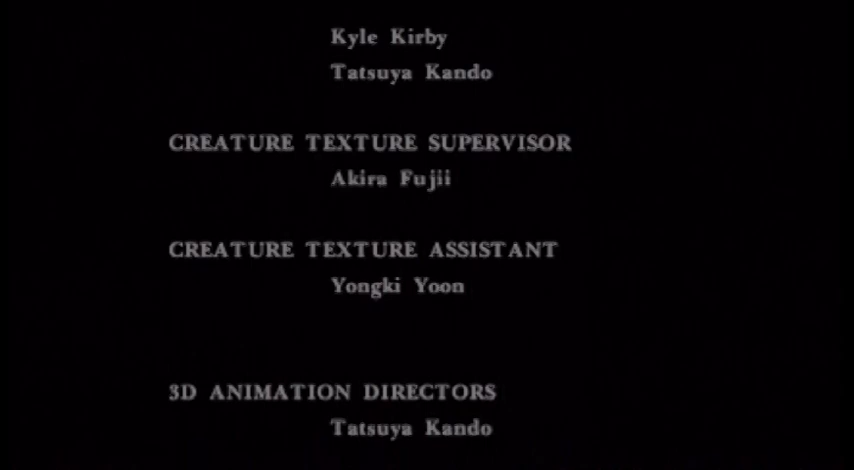 Kyle Kirby
Tatsuya Kando
CREATURE TEXTURE SUPERVISOR
Akira Fujii
CREATURE TEXTURE ASSISTANT
Yongki Yoon
3D ANIMATION DIRECTORS
Tatsuya Kando